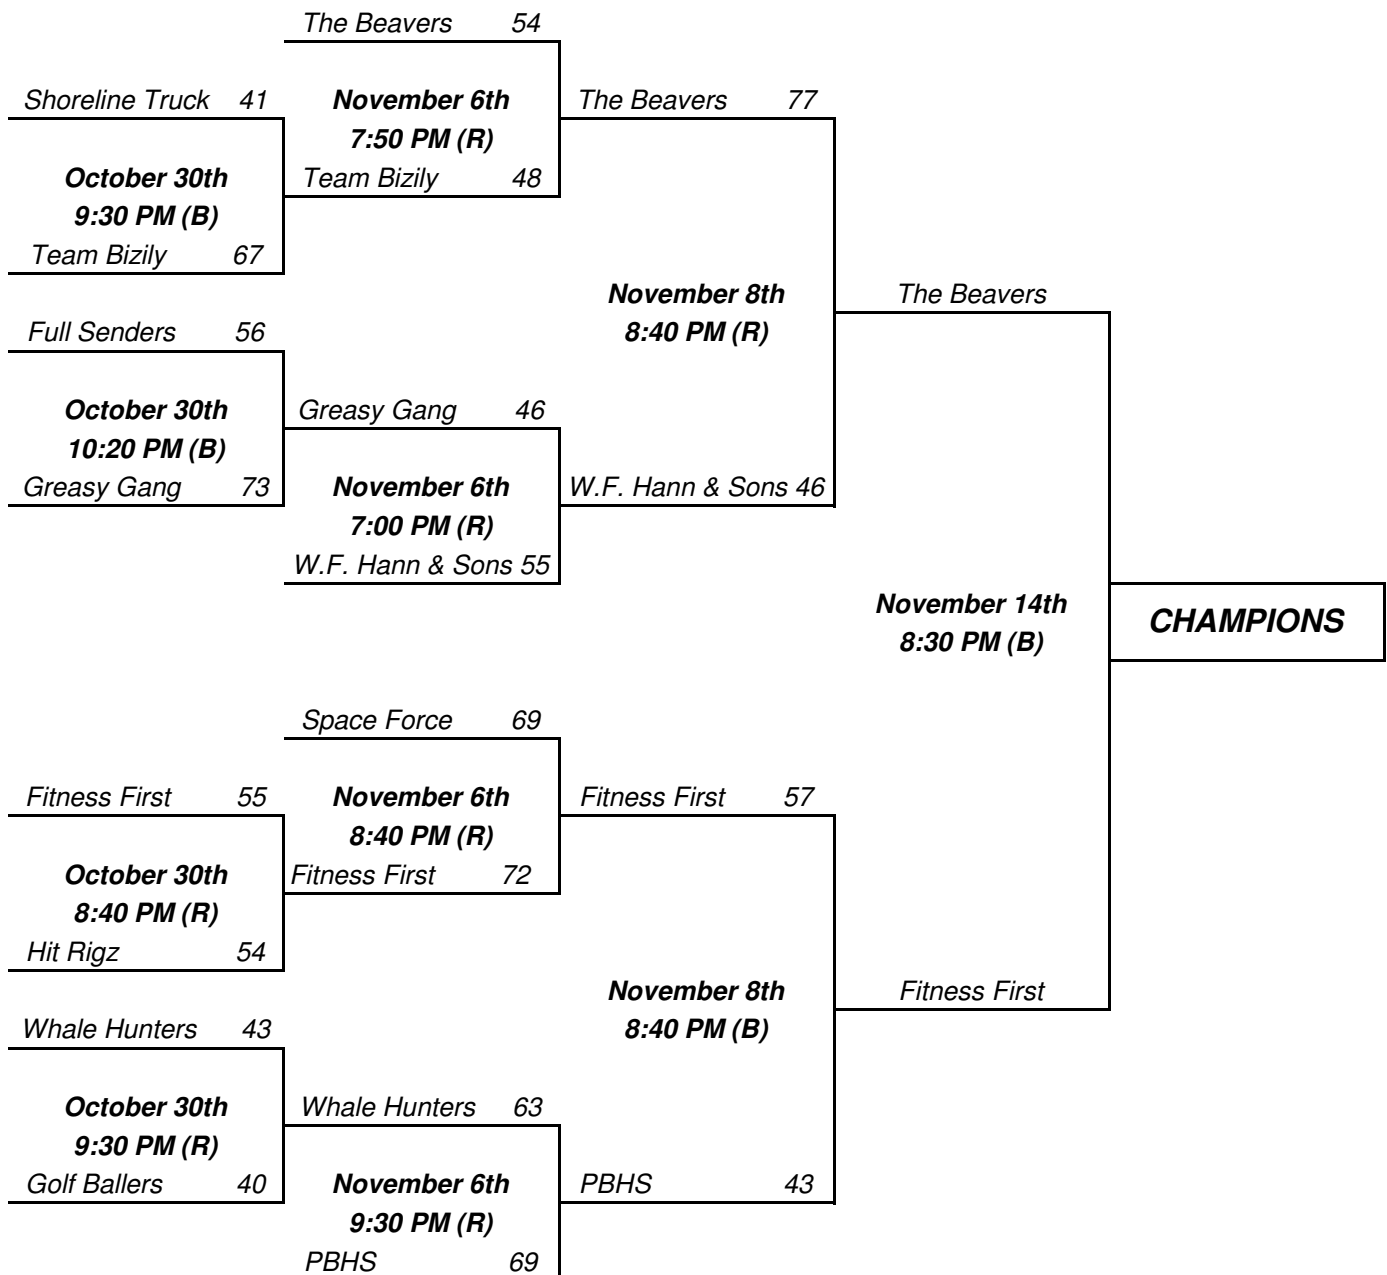 The Beavers 54
Shoreline Truck 41
November 6th
The Beavers 77
7:50 PM (R)
October 30th
Team Bizily 48
9:30 PM (B)
Team Bizily 67
November 8th
The Beavers
Full Senders 56
8:40 PM (R)
October 30th
Greasy Gang 46
10:20 PM (B)
Greasy Gang 73
November 6th
W.F. Hann & Sons 46
7:00 PM (R)
W.F. Hann & Sons 55
November 14th
CHAMPIONS
8:30 PM (B)
Space Force 69
Fitness First 55
November 6th
Fitness First 57
8:40 PM (R)
October 30th
Fitness First 72
8:40 PM (R)
Hit Rigz 54
November 8th
Fitness First
Whale Hunters 43
8:40 PM (B)
October 30th
Whale Hunters 63
9:30 PM (R)
Golf Ballers 40
November 6th
PBHS 43
9:30 PM (R)
PBHS 69